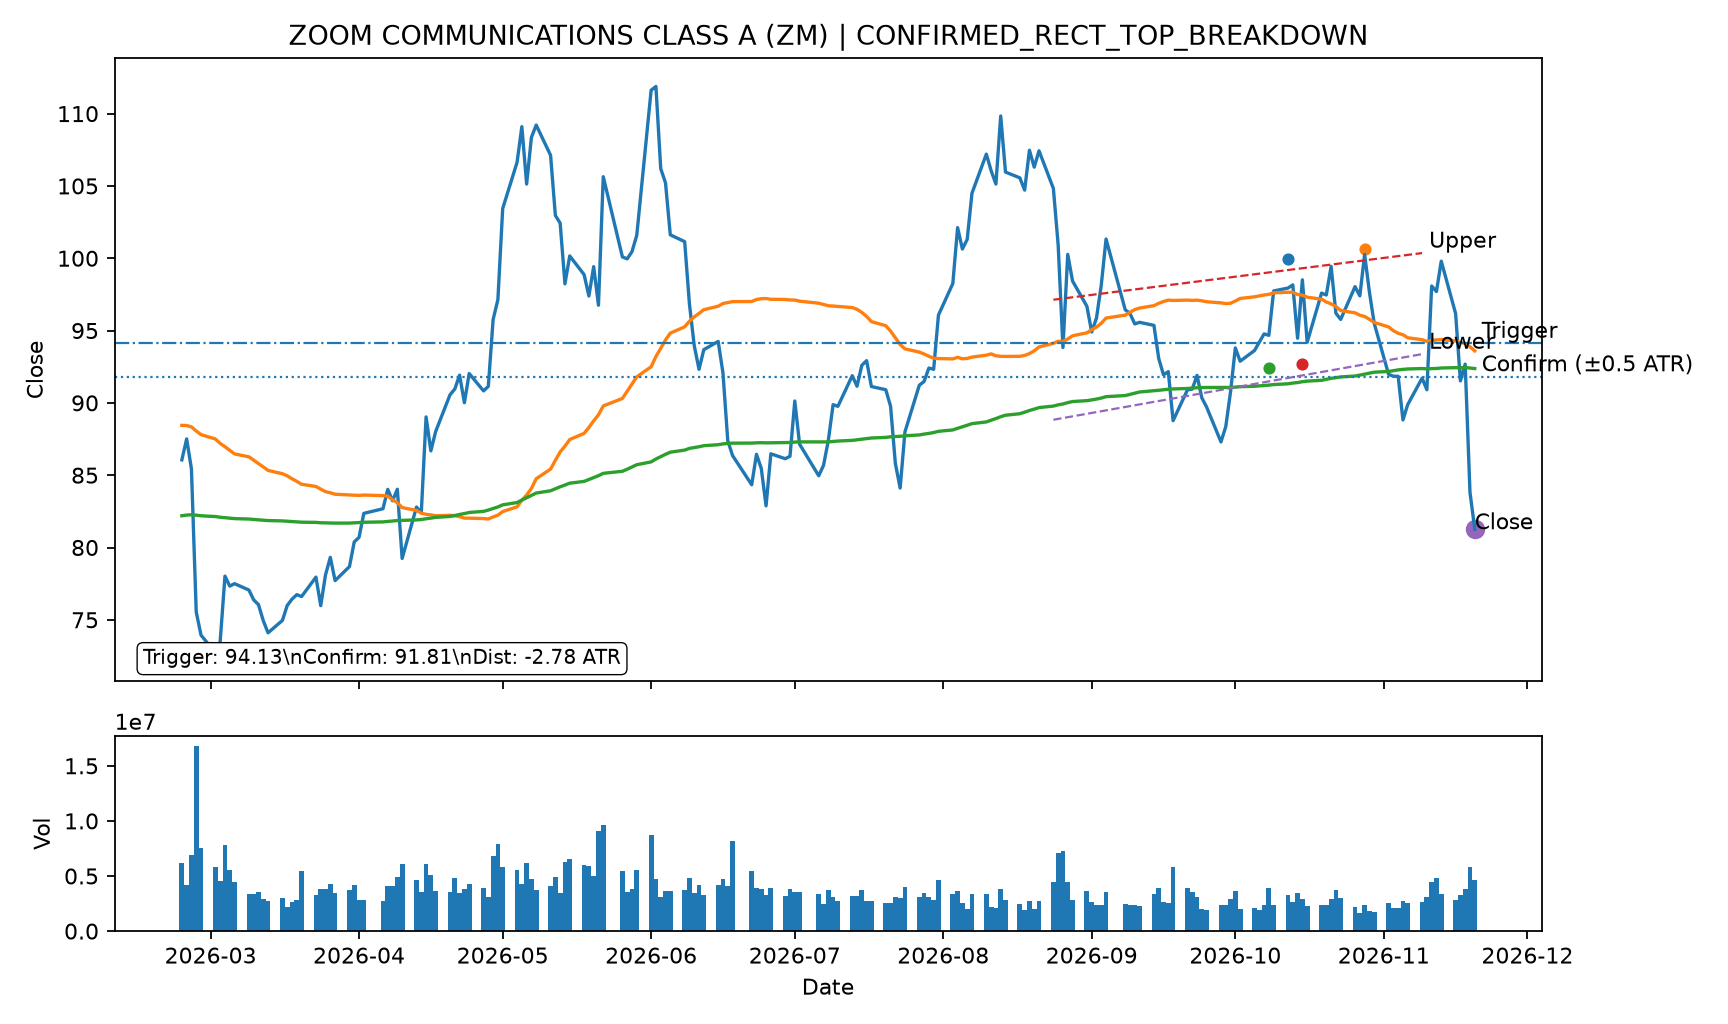 ZOOM COMMUNICATIONS CLASS A (ZM) | CONFIRMED_RECT_TOP_BREAKDOWN
Close
110
105
100
95
90
85
80
75
Upper
Trigger
Lower
Confirm (±0.5 ATR)
Close
Trigger: 94.13\nConfirm: 91.81\nDist: -2.78 ATR
1e7
Vol
1.5
1.0
0.5
0.0
2026-03 2026-04 2026-05 2026-06 2026-07 2026-08 2026-09 2026-10 2026-11 2026-12
Date